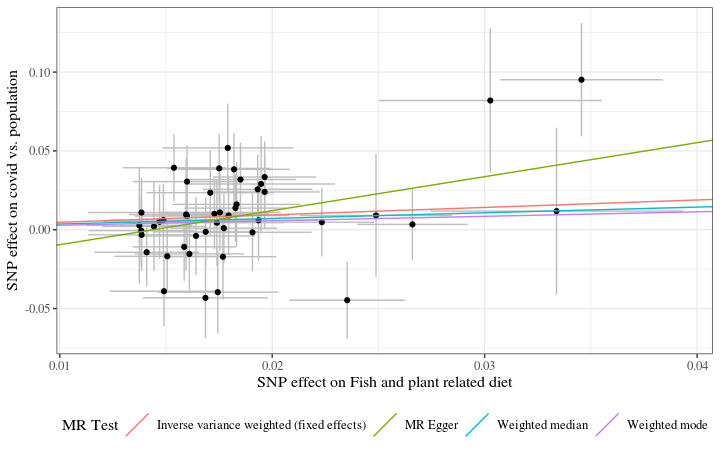 SNP effect on covid vs. population
0.10
0.05
0.00
-0.05
0.01 0.02 0.03 0.04
SNP effect on Fish and plant related diet
MR Test Inverse variance weighted (fixed effects) MR Egger Weighted median Weighted mode